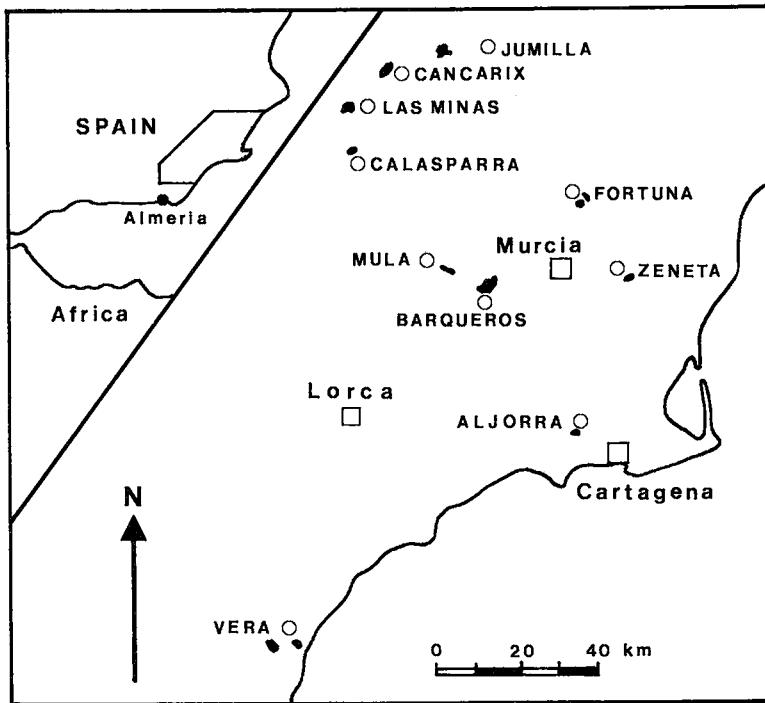 JUMILLA
CANCARIX
SPAIN
LAS MINAS
CALASPARRA
Almeria
FORTUNA
Murcia
MULA
ZENETA
Africa
BARQUEROS
Lorca
ALJORRA
Cartagena
N
VERA
0 20 40 km